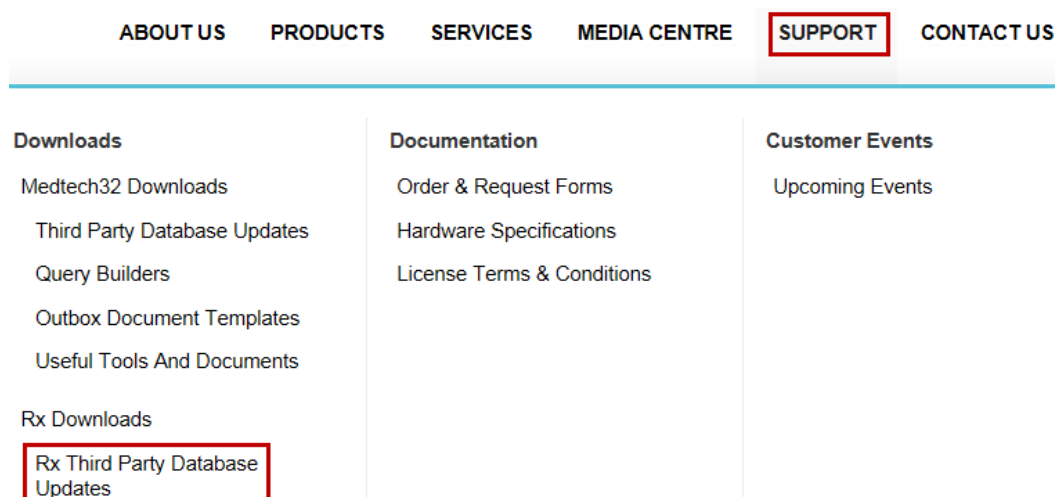 ABOUT US PRODUCTS SERVICES MEDIA CENTRE SUPPORT CONTACT US
Downloads
Medtech32 Downloads
Third Party Database Updates
Query Builders
Outbox Document Templates
Useful Tools And Documents
Rx Downloads
Rx Third Party Database
Updates
Documentation
Order & Request Forms
Hardware Specifications
License Terms & Conditions
Customer Events
Upcoming Events